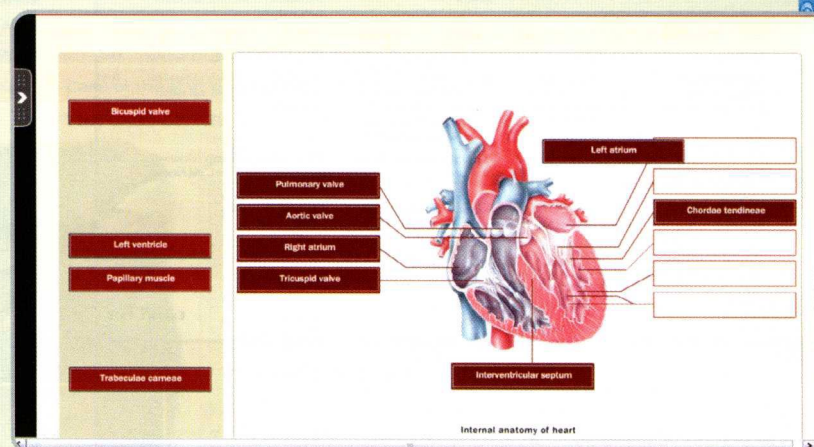 Bicuspid valve
Left ventricle
Papillary muscle
Trabeculae carneae
Pulmonary valve
Aortic valve
Right atrium
Tricuspid valve
Left atrium
Chordae tendineae
Interventricular septum
Internal anatomy of heart